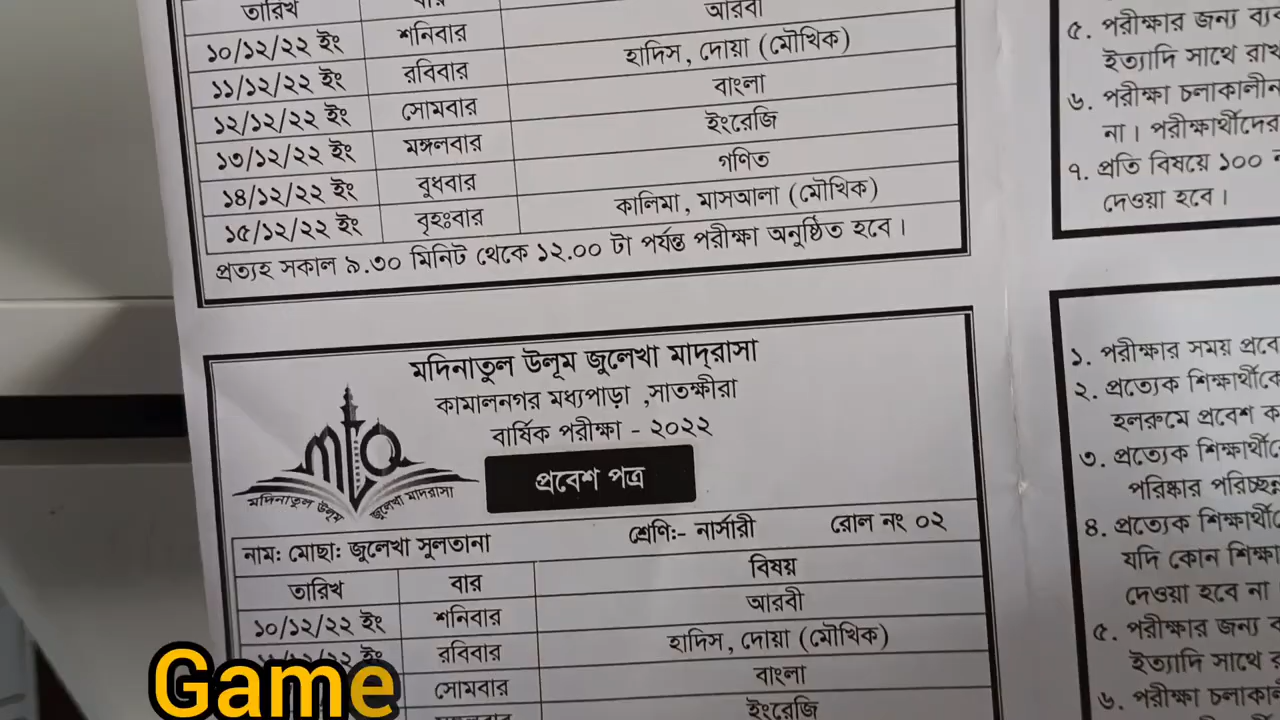 তারিখ বার আরবী
১০/১২/২২ ইং শনিবার হাদিস, দোয়া (মৌখিক)
১১/১২/২২ ইং রবিবার বাংলা
১২/১২/২২ ইং সোমবার ইংরেজি
১৩/১২/২২ ইং মঙ্গলবার গণিত
১৪/১২/২২ ইং বুধবার কালিমা, মাসআলা (মৌখিক)
১৫/১২/২২ ইং বৃহঃবার
প্রত্যহ সকাল ৯.৩০ মিনিট থেকে ১২.০০ টা পর্যন্ত পরীক্ষা অনুষ্ঠিত হবে।
৫. পরীক্ষার জন্য
ইত্যাদি সাথে
৬. পরীক্ষা চলাকালীন
না। পরীক্ষার্থীদের
৭. প্রতি বিষয়ে ১০০
দেওয়া হবে।
মদিনাতুল উলূম জুলেখা মাদ্‌রাসা
কামালনগর মধ্যপাড়া ,সাতক্ষীরা
বার্ষিক পরীক্ষা - ২০২২
প্রবেশ পত্র
মদিনাতুল উলূম জুলেখা মাদরাসা
নাম: মোছা: জুলেখা সুলতানা শ্রেণি:- নার্সারী রোল নং ০২
তারিখ বার বিষয়
১০/১২/২২ ইং শনিবার আরবী
১১/১২/২২ ইং রবিবার হাদিস, দোয়া (মৌখিক)
সোমবার বাংলা
ইংরেজি
১. পরীক্ষার সময়
২. প্রত্যেক শিক্ষার্থীকে
হলরুমে প্রবেশ
৩. প্রত্যেক
পরিষ্কার পরিচ্ছন্ন
৪. প্রত্যেক
যদি কোন
দেওয়া হবে না
৫. পরীক্ষার জন্য
ইত্যাদি সাথে
৬. পরীক্ষা
Game